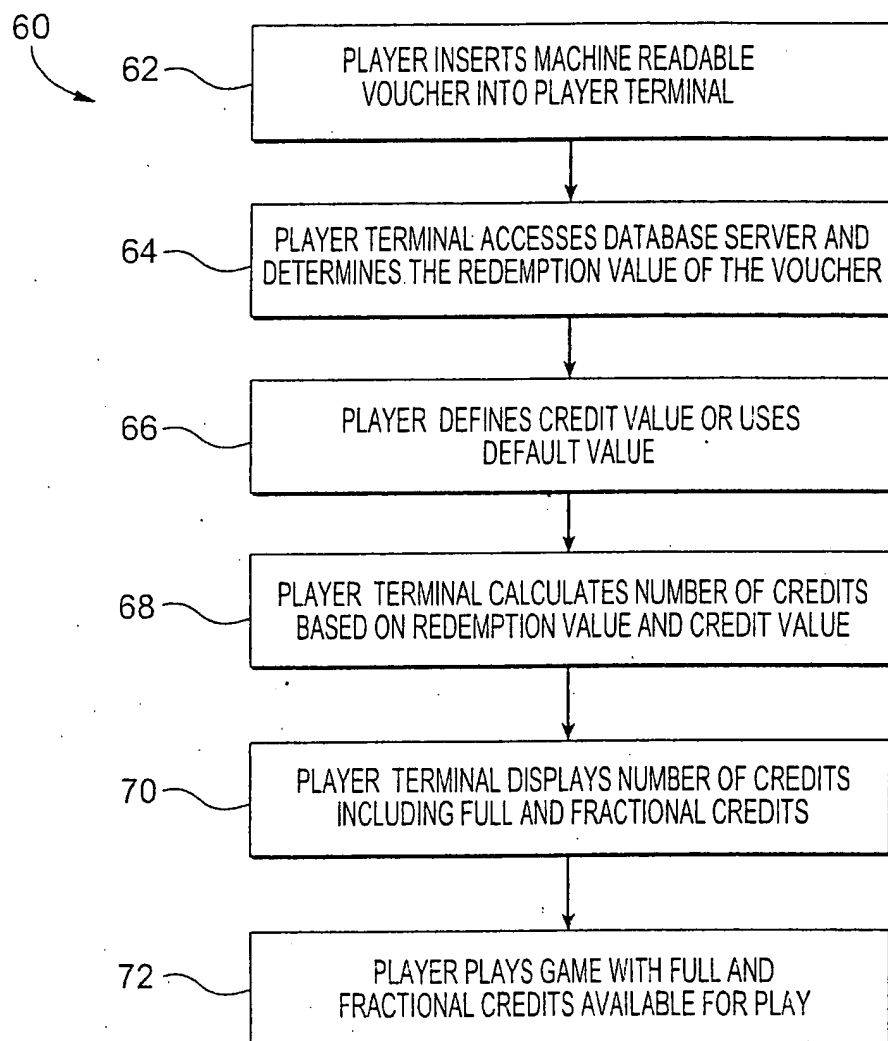 60
62
PLAYER INSERTS MACHINE READABLE
VOUCHER INTO PLAYER TERMINAL
64
PLAYER TERMINAL ACCESSES DATABASE SERVER AND
DETERMINES THE REDEMPTION VALUE OF THE VOUCHER
66
PLAYER DEFINES CREDIT VALUE OR USES
DEFAULT VALUE
68
PLAYER TERMINAL CALCULATES NUMBER OF CREDITS
BASED ON REDEMPTION VALUE AND CREDIT VALUE
70
PLAYER TERMINAL DISPLAYS NUMBER OF CREDITS
INCLUDING FULL AND FRACTIONAL CREDITS
72
PLAYER PLAYS GAME WITH FULL AND
FRACTIONAL CREDITS AVAILABLE FOR PLAY